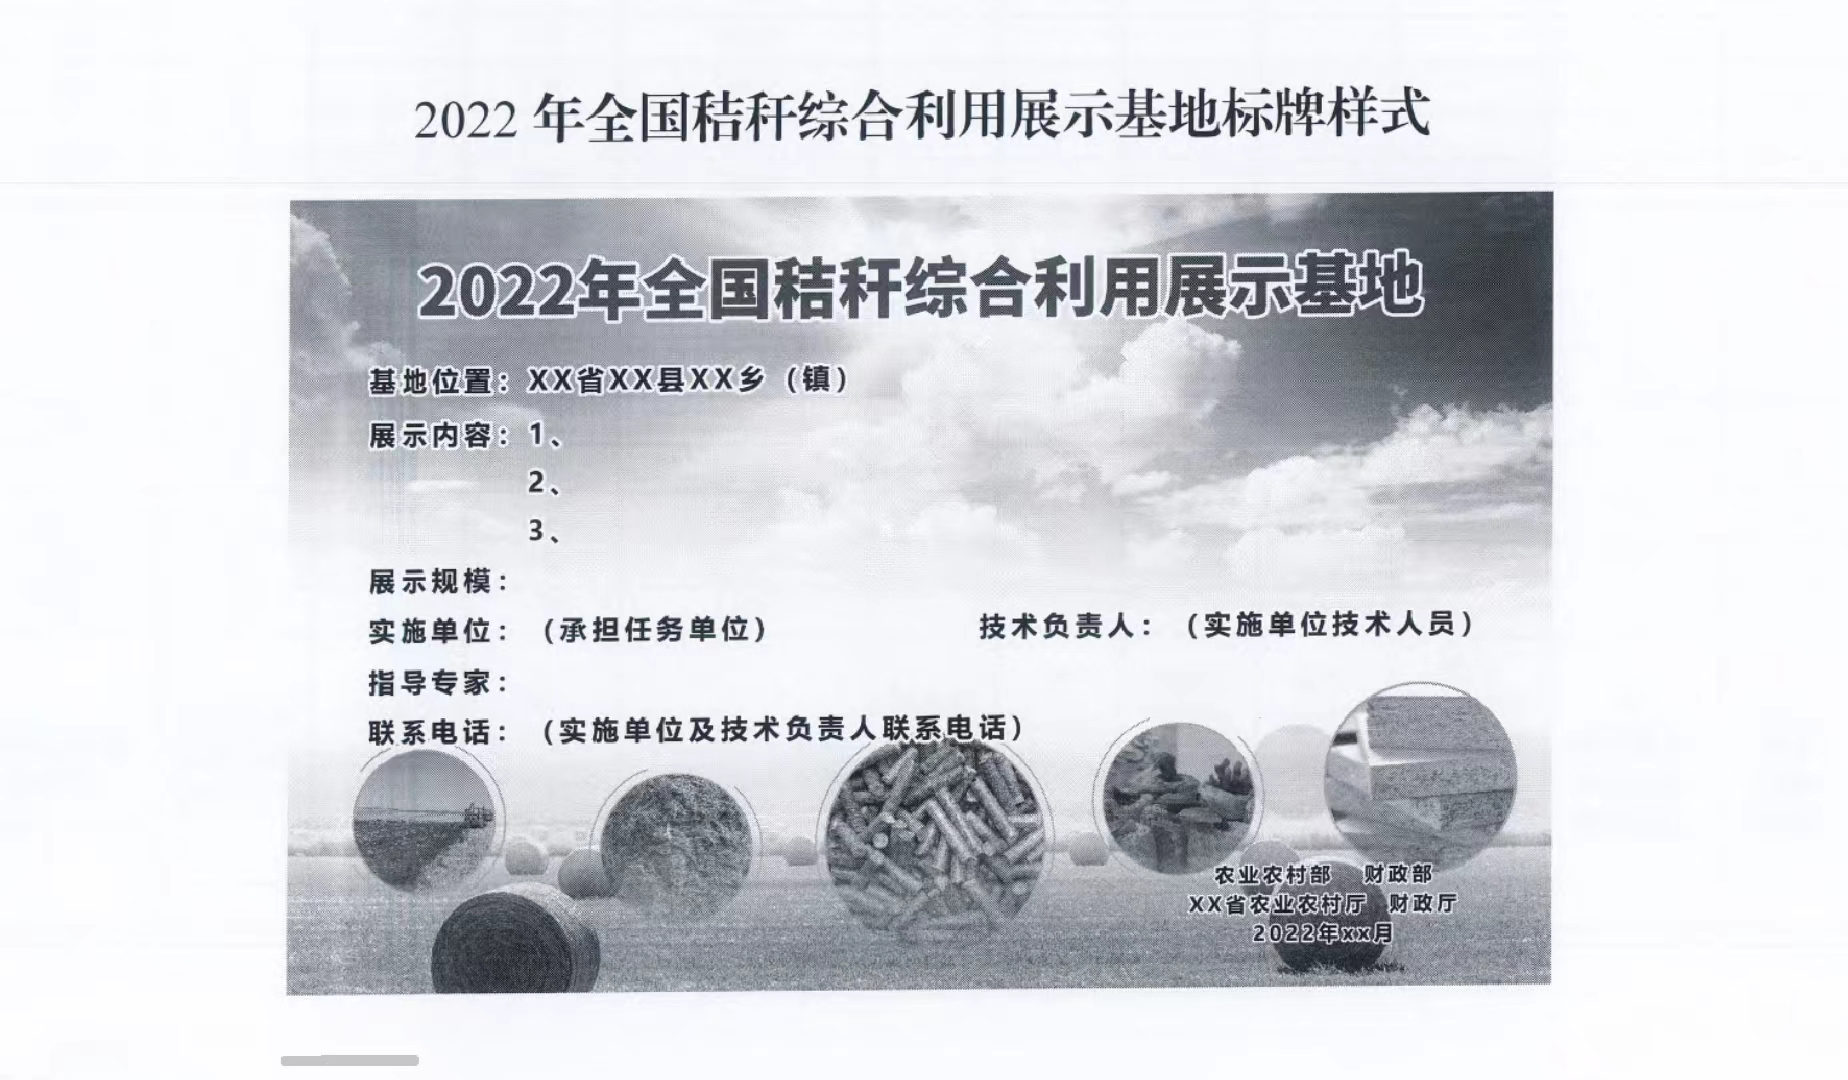 2022 年全国秸秆综合利用展示基地标牌样式
2022年全国秸秆综合利用展示基地
基地位置：XX省XX县XX乡（镇）
展示内容：1、
2、
3、
展示规模：
实施单位：（承担任务单位） 技术负责人：（实施单位技术人员）
指导专家：
联系电话：（实施单位及技术负责人联系电话）
农业农村部 财政部
XX省农业农村厅 财政厅
2022年xx月